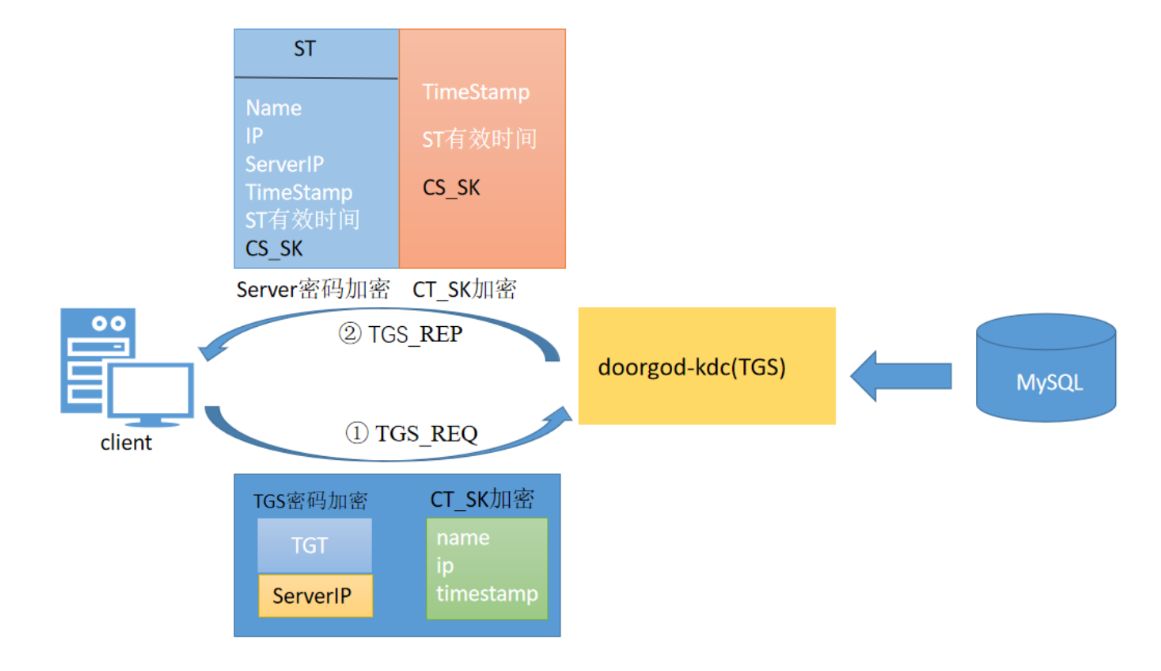 ST
Name
IP
ServerIP
TimeStamp
ST有效时间
CS_SK
TimeStamp
ST有效时间
CS_SK
Server密码加密
CT_SK加密
② TGS_REP
client
doorgod-kdc(TGS)
MySQL
① TGS_REQ
TGS密码加密
TGT
ServerIP
CT_SK加密
name
ip
timestamp